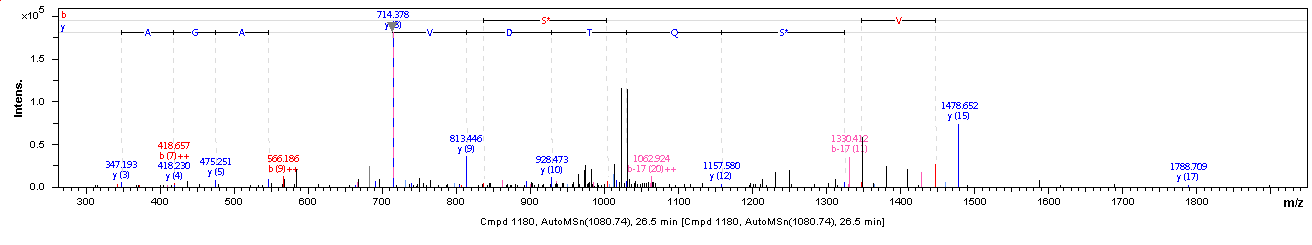 b
y
×10⁵
Intens.
1.5
1.0
0.5
0.0
S*
V
A G A
V D T Q S*
714.378
y (8)
347.193
y (3)
418.657
b (7)++
418.230
y (4)
475.251
y (5)
566.186
b (9)++
813.446
y (9)
928.473
y (10)
1062.924
b-17 (20)++
1157.580
y (12)
1330.412
b-17 (11)
1478.652
y (15)
1788.709
y (17)
300 400 500 600 700 800 900 1000 1100 1200 1300 1400 1500 1600 1700 1800 m/z
Cmpd 1180, AutoMSn(1080.74), 26.5 min [Cmpd 1180, AutoMSn(1080.74), 26.5 min]